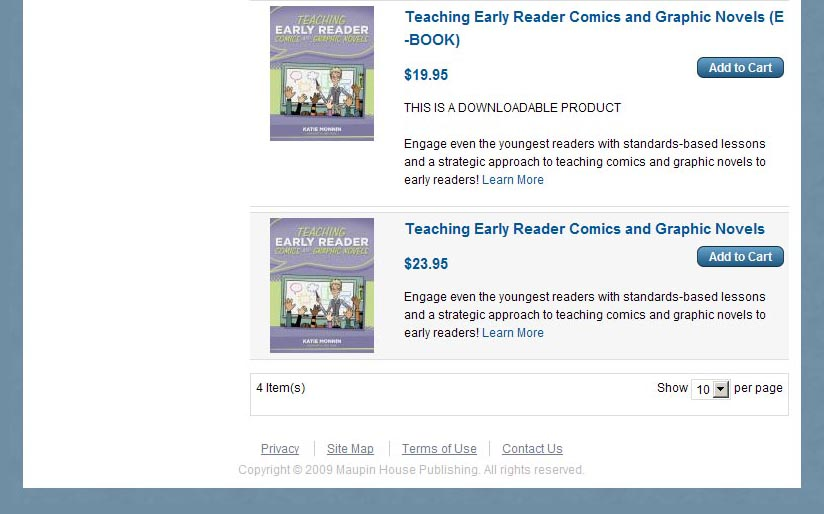 TEACHING
EARLY READER
COMICS AND GRAPHIC NOVELS
KATIE MONNIN
Teaching Early Reader Comics and Graphic Novels (E
-BOOK)
$19.95
Add to Cart
THIS IS A DOWNLOADABLE PRODUCT
Engage even the youngest readers with standards-based lessons
and a strategic approach to teaching comics and graphic novels to
early readers! Learn More
TEACHING
EARLY READER
COMICS AND GRAPHIC NOVELS
KATIE MONNIN
Teaching Early Reader Comics and Graphic Novels
$23.95
Add to Cart
Engage even the youngest readers with standards-based lessons
and a strategic approach to teaching comics and graphic novels to
early readers! Learn More
4 Item(s) Show 10 per page
Privacy Site Map Terms of Use Contact Us
Copyright © 2009 Maupin House Publishing. All rights reserved.